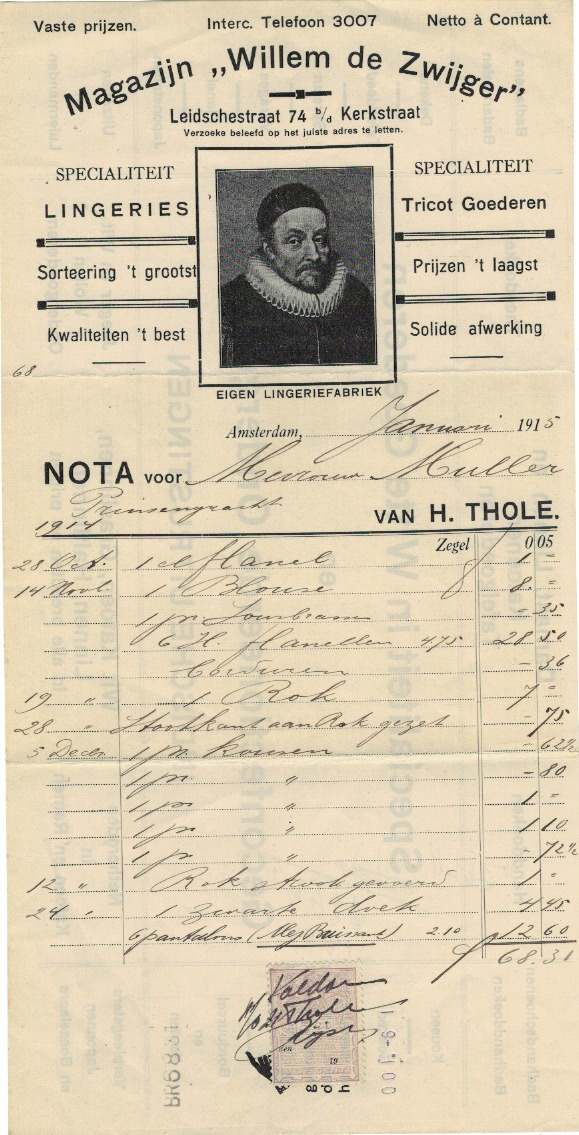 Vaste prijzen. Interc. Telefoon 3007 Netto à Contant.
Magazijn „Willem de Zwijger”
Leidschestraat 74 b/d Kerkstraat
Verzoeke beleefd op het juiste adres te letten.
SPECIALITEIT
LINGERIES
Sorteering 't grootst
Kwaliteiten 't best
SPECIALITEIT
Tricot Goederen
Prijzen 't laagst
Solide afwerking
EIGEN LINGERIEFABRIEK
68
Amsterdam, Januari 1915
NOTA voor Mevrouw Muller
Prinsengracht
VAN H. THOLE.
1914
Zegel 0 05
28 Oct. 1 el flanel 1 "
14 Novb. 1 Blouse 8 "
1 pr - 35
6 H. flanellen 4.75 28 50
- 36
19 " 1 Rok 7 "
28 " Stootkant aan Rok gezet - 75
5 Decbr 1 pr kousen - 62 1/2
1 pr " - 80
1 pr " 1 "
1 pr " 1 10
1 pr " - 72 1/2
12 " Rok gevoerd 1 "
24 " 1 zwarte doek 4 45
6 pantalons 2.10 12 60
68.31
Voldaan
Thole